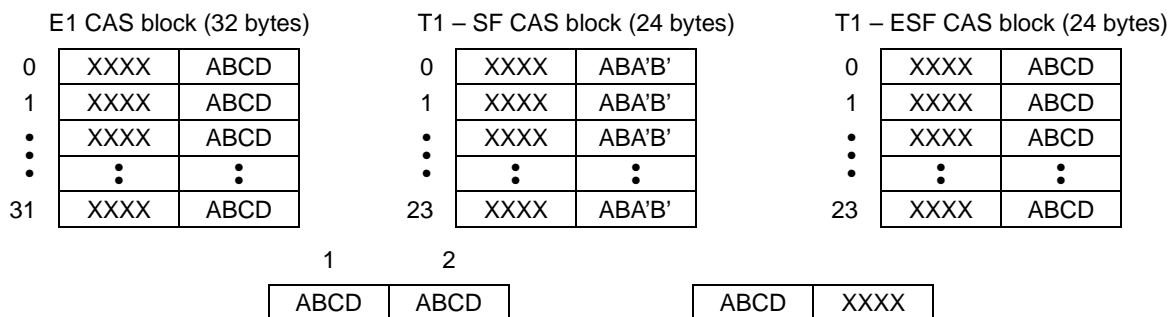 E1 CAS block (32 bytes) T1 – SF CAS block (24 bytes) T1 – ESF CAS block (24 bytes)
0 XXXX ABCD 0 XXXX ABA'B' 0 XXXX ABCD
1 XXXX ABCD 1 XXXX ABA'B' 1 XXXX ABCD
XXXX ABCD XXXX ABA'B' XXXX ABCD
31 XXXX ABCD 23 XXXX ABA'B' 23 XXXX ABCD
1 2
ABCD ABCD ABCD XXXX